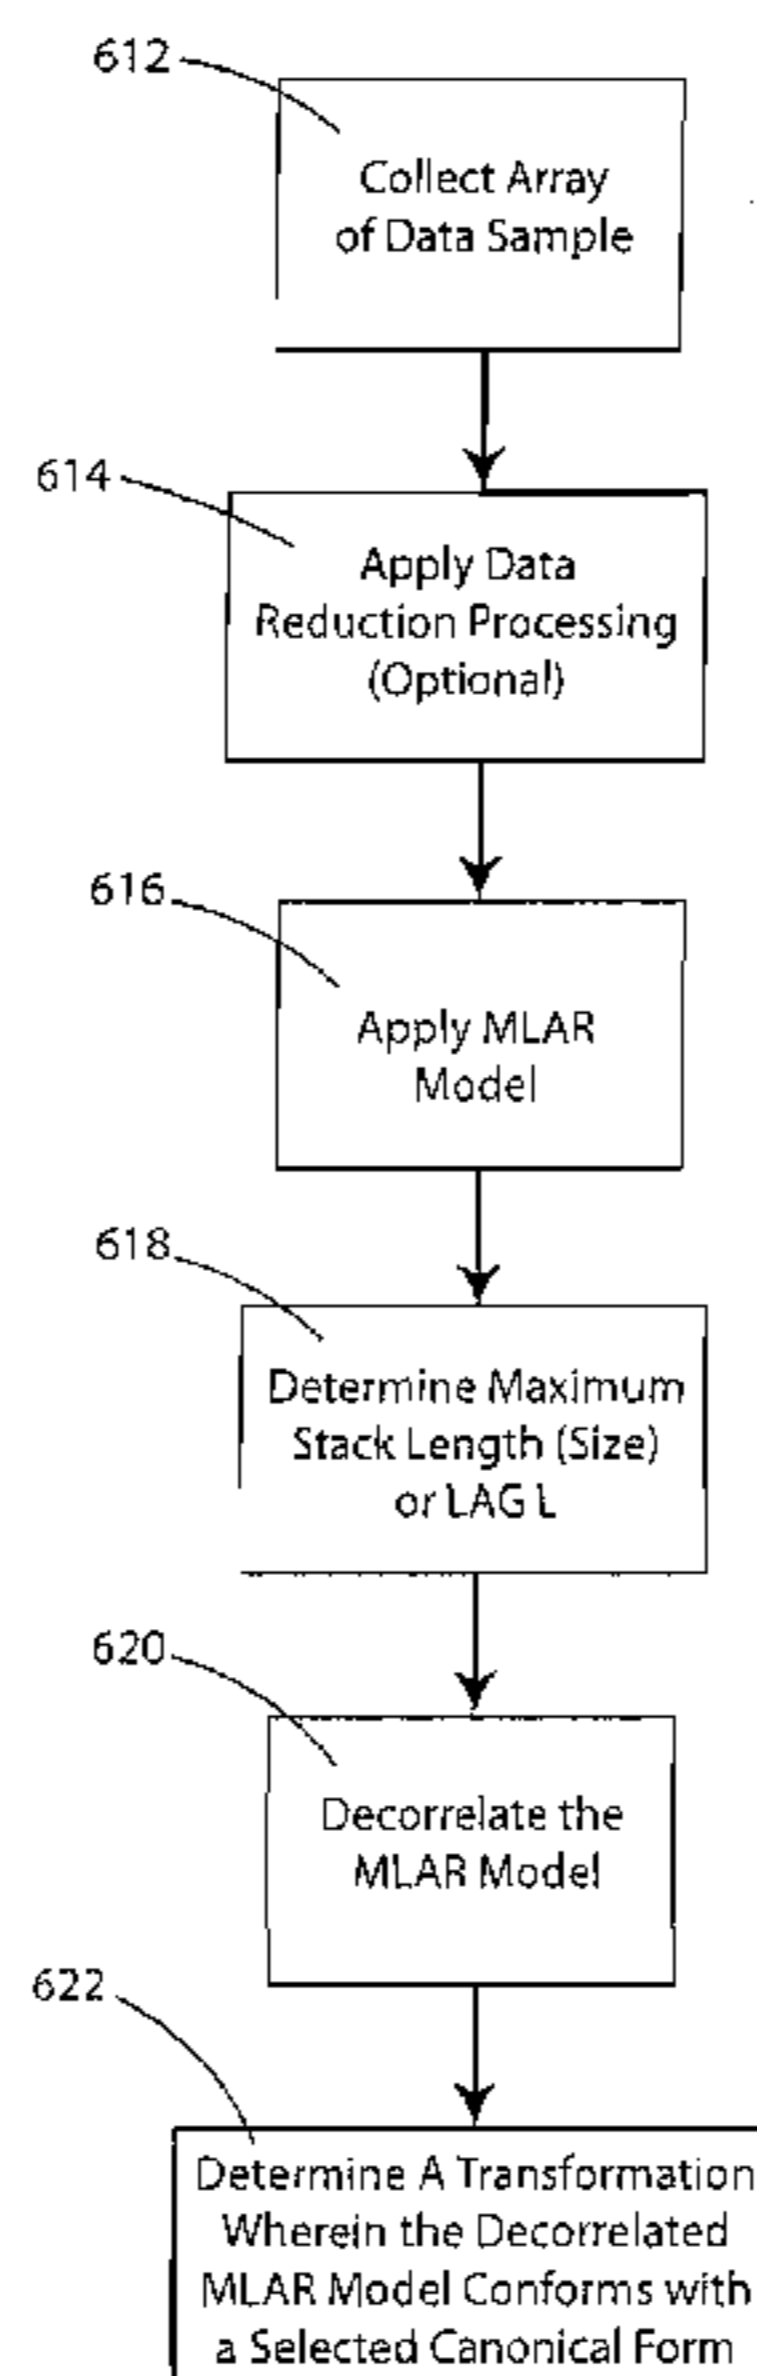 612
Collect Array
of Data Sample
614
Apply Data
Reduction Processing
(Optional)
616
Apply MLAR
Model
618
Determine Maximum
Stack Length (Size)
or LAG L
620
Decorrelate the
MLAR Model
622
Determine A Transformation
Wherein the Decorrelated
MLAR Model Conforms with
a Selected Canonical Form